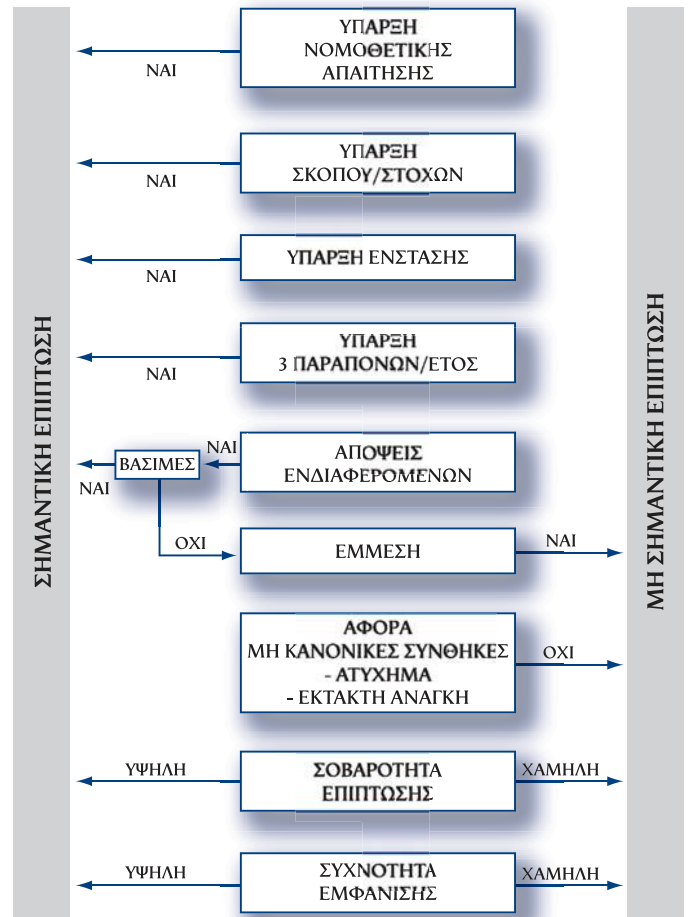 ΥΠΑΡΞΗ
ΝΟΜΟΘΕΤΙΚΗΣ
ΑΠΑΙΤΗΣΗΣ
ΝΑΙ
ΥΠΑΡΞΗ
ΣΚΟΠΟΥ/ΣΤΟΧΩΝ
ΝΑΙ
ΥΠΑΡΞΗ ΕΝΣΤΑΣΗΣ
ΝΑΙ
ΥΠΑΡΞΗ
3 ΠΑΡΑΠΟΝΩΝ/ΕΤΟΣ
ΝΑΙ
ΑΠΟΨΕΙΣ
ΕΝΔΙΑΦΕΡΟΜΕΝΩΝ
ΝΑΙ
ΒΑΣΙΜΕΣ
ΝΑΙ
ΟΧΙ
ΕΜΜΕΣΗ
ΝΑΙ
ΑΦΟΡΑ
ΜΗ ΚΑΝΟΝΙΚΕΣ ΣΥΝΘΗΚΕΣ
- ΑΤΥΧΗΜΑ
- ΕΚΤΑΚΤΗ ΑΝΑΓΚΗ
ΟΧΙ
ΥΨΗΛΗ
ΣΟΒΑΡΟΤΗΤΑ
ΕΠΙΠΤΩΣΗΣ
ΧΑΜΗΛΗ
ΥΨΗΛΗ
ΣΥΧΝΟΤΗΤΑ
ΕΜΦΑΝΙΣΗΣ
ΧΑΜΗΛΗ
ΣΗΜΑΝΤΙΚΗ ΕΠΙΠΤΩΣΗ
ΜΗ ΣΗΜΑΝΤΙΚΗ ΕΠΙΠΤΩΣΗ